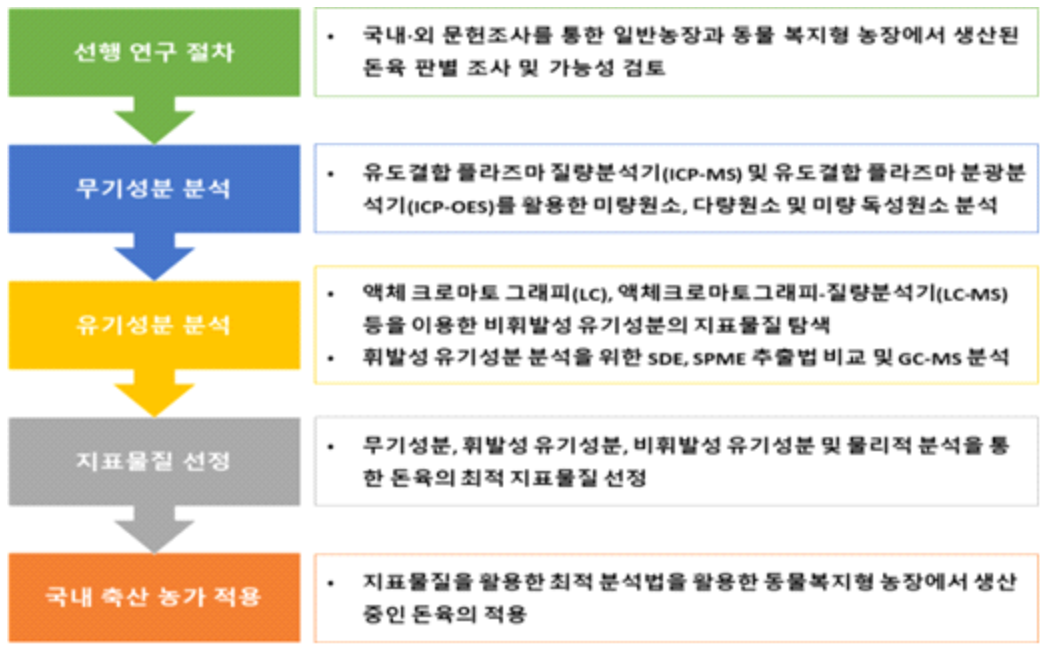 선행 연구 절차
• 국내·외 문헌조사를 통한 일반농장과 동물 복지형 농장에서 생산된
돈육 판별 조사 및 가능성 검토
무기성분 분석
• 유도결합 플라즈마 질량분석기(ICP-MS) 및 유도결합 플라즈마 분광분
석기(ICP-OES)를 활용한 미량원소, 다량원소 및 미량 독성원소 분석
유기성분 분석
• 액체 크로마토 그래피(LC), 액체크로마토그래피-질량분석기(LC-MS)
등을 이용한 비휘발성 유기성분의 지표물질 탐색
• 휘발성 유기성분 분석을 위한 SDE, SPME 추출법 비교 및 GC-MS 분석
지표물질 선정
• 무기성분, 휘발성 유기성분, 비휘발성 유기성분 및 물리적 분석을 통
한 돈육의 최적 지표물질 선정
국내 축산 농가 적용
• 지표물질을 활용한 최적 분석법을 활용한 동물복지형 농장에서 생산
중인 돈육의 적용